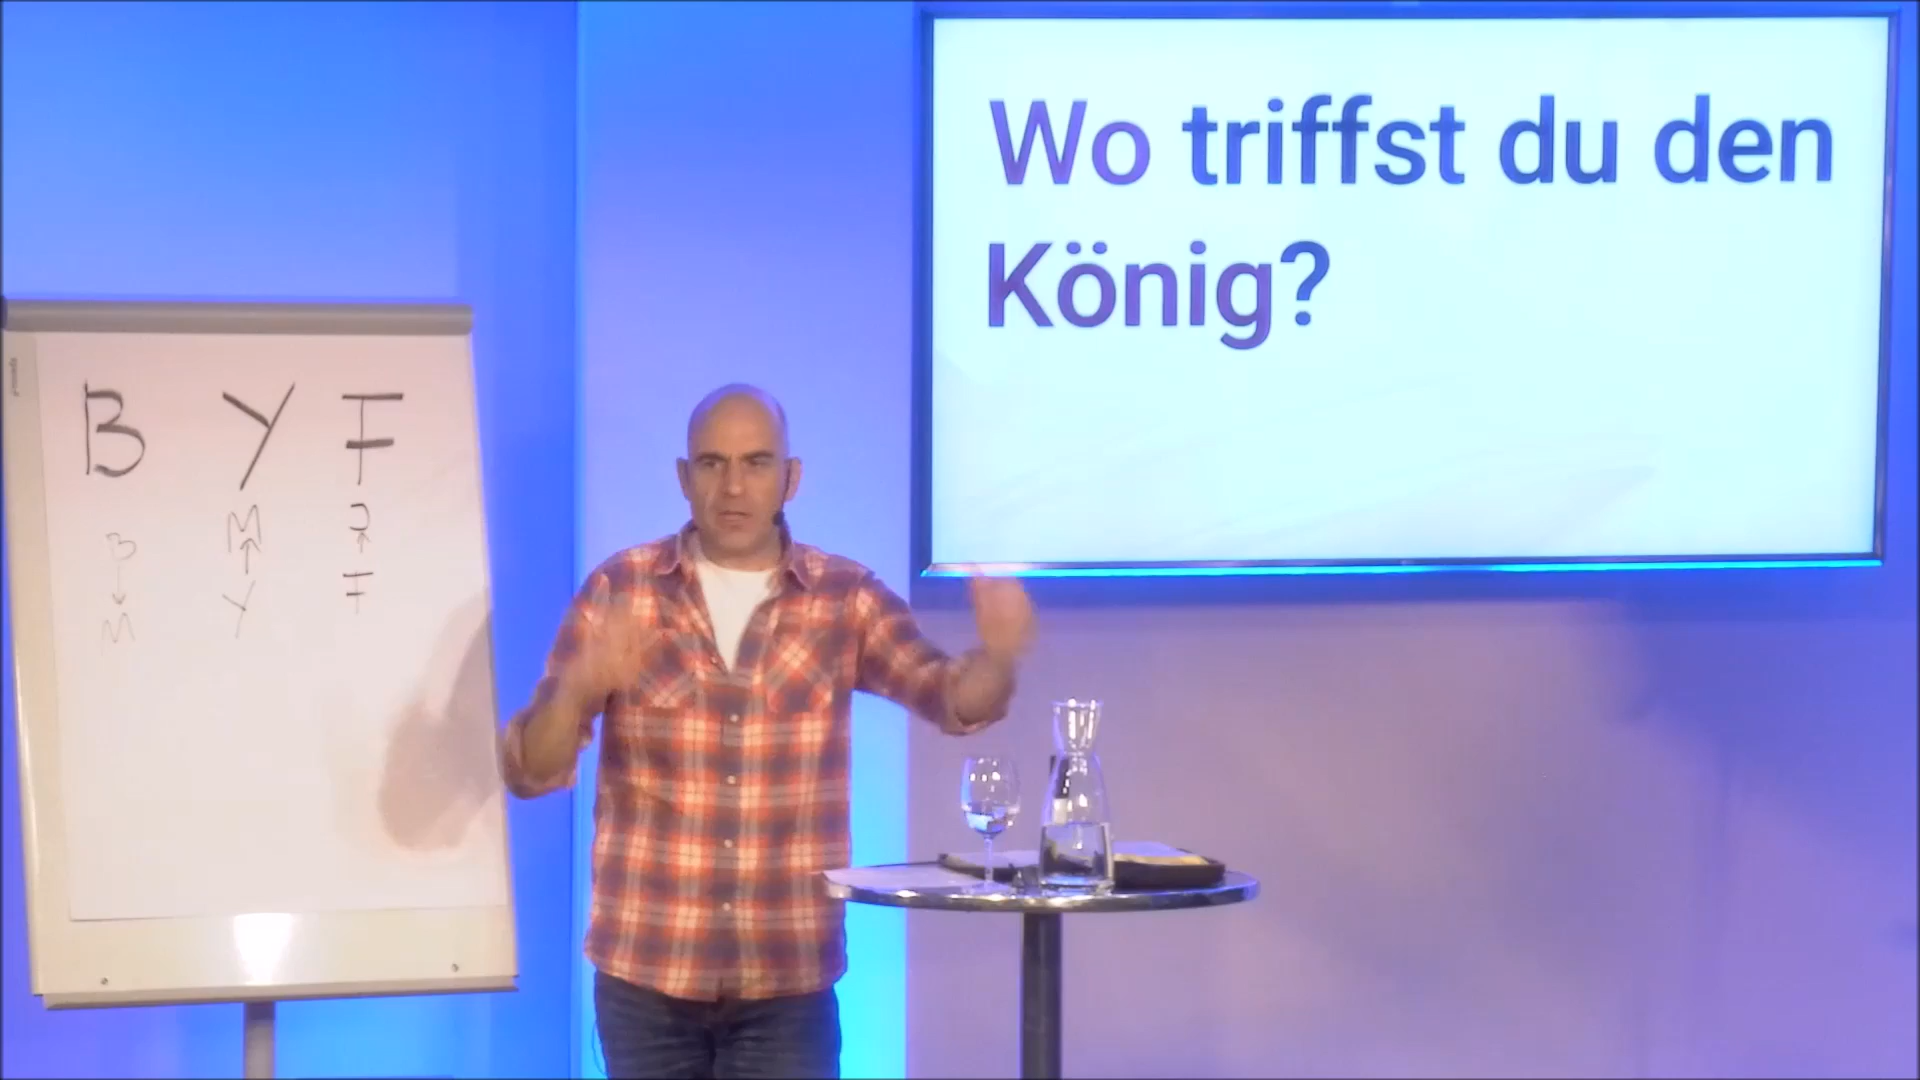 Wo triffst du den
König?
B Y F
B M J
M Y F